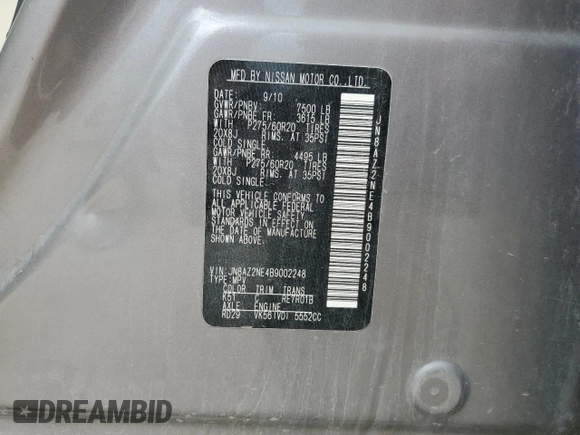 MFD BY NISSAN MOTOR CO.,LTD.
DATE: 9/10
GVWR/PNBV: 7500 LB
GAWR/PNBE FR: 3615 LB
WITH P275/60R20 TIRES
20X8J RIMS. AT 35PSI
COLD SINGLE
GAWR/PNBE RR: 4495 LB
WITH P275/60R20 TIRES
20X8J RIMS. AT 35PSI
COLD SINGLE
THIS VEHICLE CONFORMS TO
ALL APPLICABLE FEDERAL
MOTOR VEHICLE SAFETY
STANDARDS IN EFFECT ON
THE DATE OF MANUFACTURE
SHOWN ABOVE.
VIN: JN8AZ2NE4B9002248
TYPE: MPV
COLOR TRIM TRANS
K51 C RE7R01B
AXLE ENGINE
RD29 VK56(VD) 5552CC
JN8AZ2NE4B9002248
DREAMBID